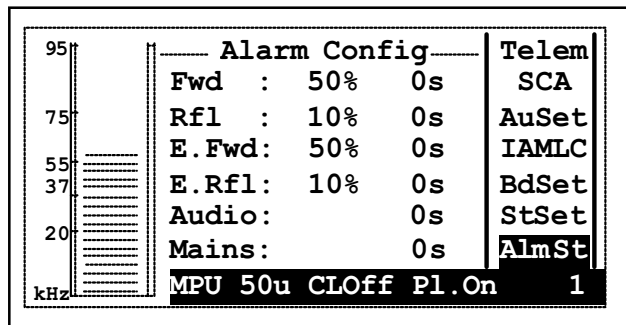 95
75
55
37
20
kHz
Alarm Config
Fwd : 50% 0s
Rfl : 10% 0s
E.Fwd: 50% 0s
E.Rfl: 10% 0s
Audio: 0s
Mains: 0s
Telem
SCA
AuSet
IAMLC
BdSet
StSet
AlmSt
MPU 50u CLOff Pl.On 1